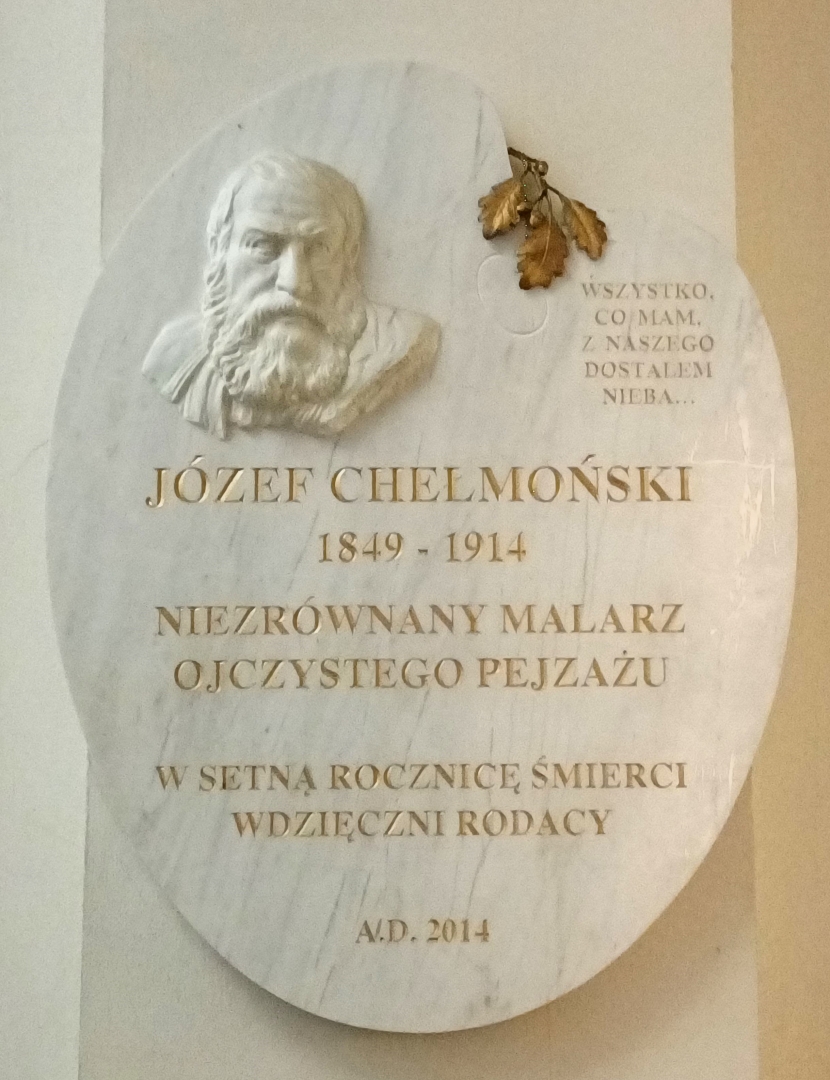 WSZYSTKO,
CO MAM,
Z NASZEGO
DOSTAŁEM
NIEBA...
JÓZEF CHEŁMOŃSKI
1849 - 1914
NIEZRÓWNANY MALARZ
OJCZYSTEGO PEJZAŻU
W SETNĄ ROCZNICĘ ŚMIERCI
WDZIĘCZNI RODACY
A.D. 2014